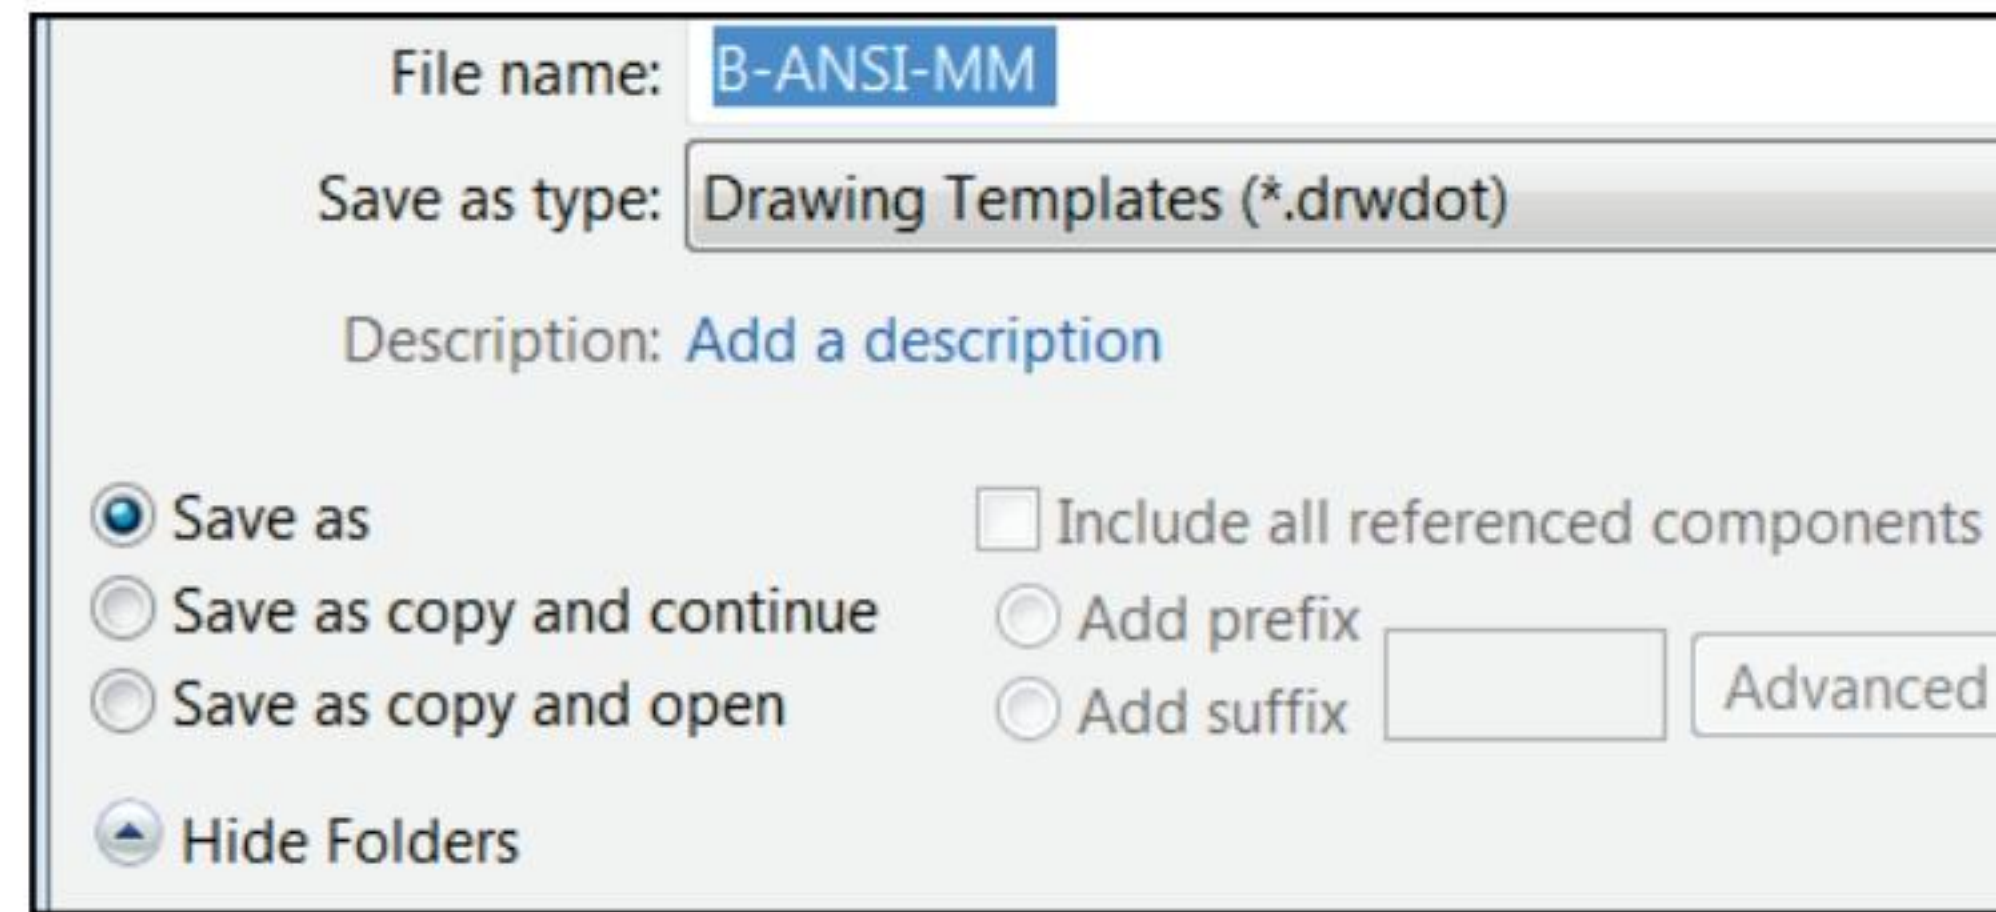 File name: B-ANSI-MM
Save as type: Drawing Templates (*.drwdot)
Description: Add a description
Save as
Include all referenced components
Save as copy and continue
Add prefix
Save as copy and open
Add suffix
Advanced
Hide Folders